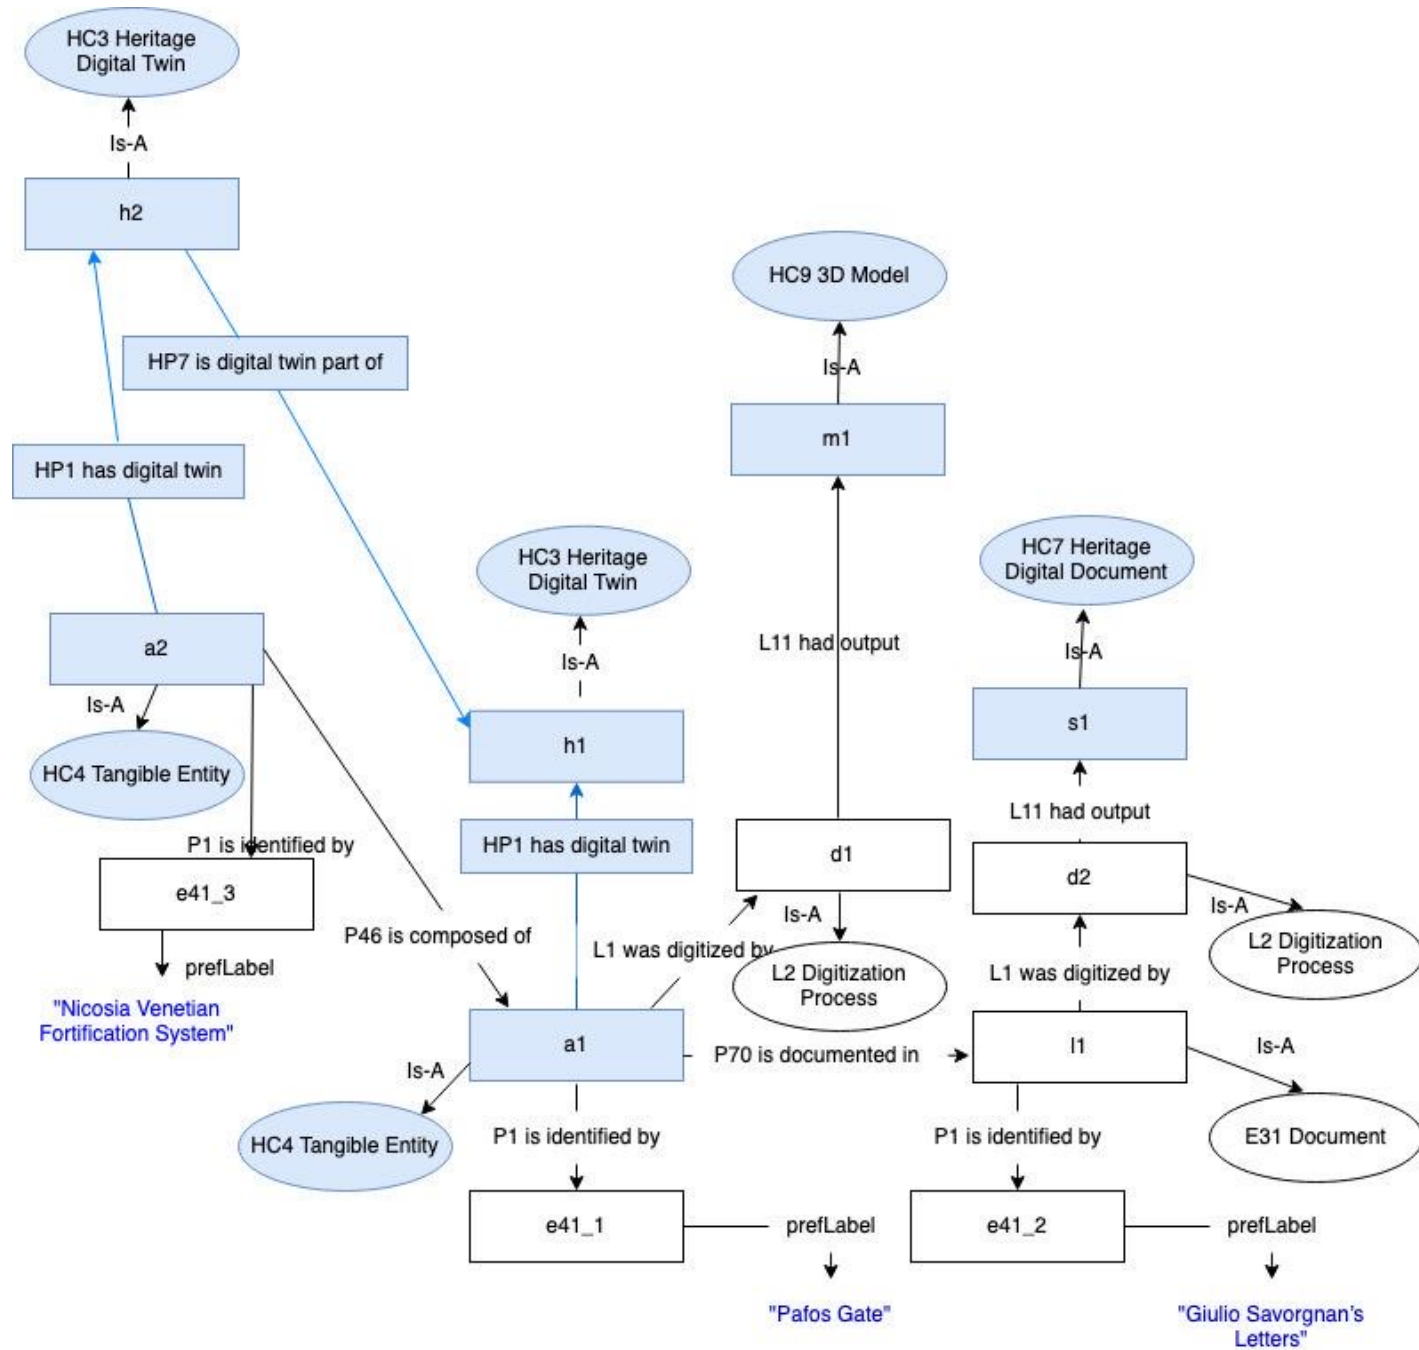 HC3 Heritage
Digital Twin
Is-A
h2
HP7 is digital twin part of
HP1 has digital twin
a2
Is-A
HC4 Tangible Entity
P1 is identified by
e41_3
prefLabel
"Nicosia Venetian
Fortification System"
P46 is composed of
HC3 Heritage
Digital Twin
Is-A
h1
HP1 has digital twin
a1
Is-A
HC4 Tangible Entity
P1 is identified by
e41_1
prefLabel
"Pafos Gate"
HC9 3D Model
Is-A
m1
L11 had output
d1
Is-A
L1 was digitized by
L2 Digitization
Process
P70 is documented in
HC7 Heritage
Digital Document
Is-A
s1
L11 had output
d2
Is-A
L2 Digitization
Process
L1 was digitized by
l1
Is-A
E31 Document
P1 is identified by
e41_2
prefLabel
"Giulio Savorgnan's
Letters"